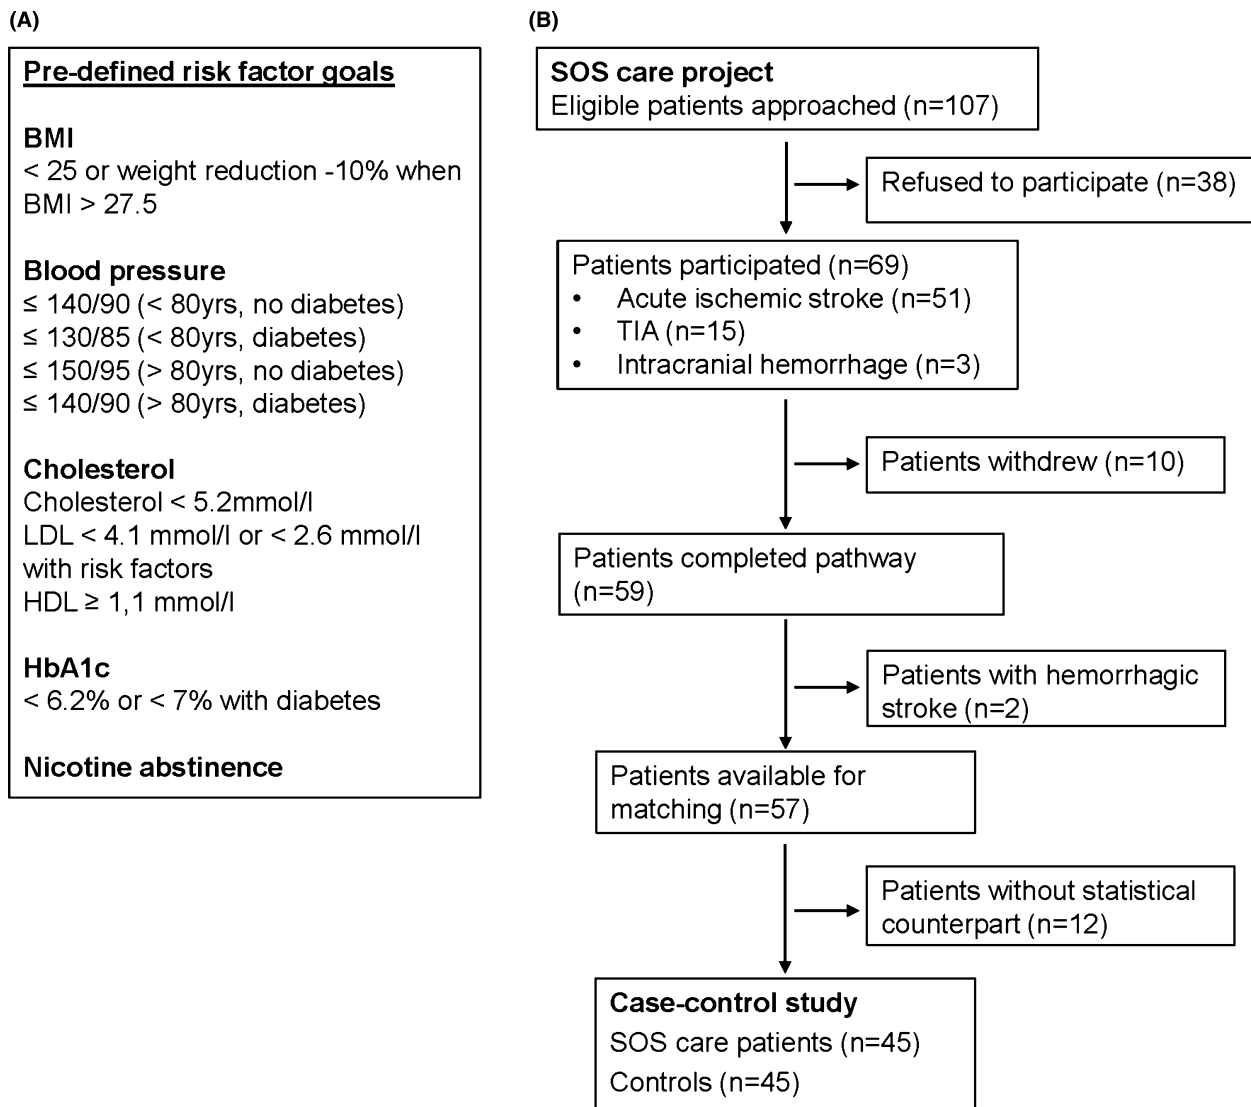 (A)
Pre-defined risk factor goals
BMI
< 25 or weight reduction -10% when
BMI > 27.5
Blood pressure
≤ 140/90 (< 80yrs, no diabetes)
≤ 130/85 (< 80yrs, diabetes)
≤ 150/95 (> 80yrs, no diabetes)
≤ 140/90 (> 80yrs, diabetes)
Cholesterol
Cholesterol < 5.2mmol/l
LDL < 4.1 mmol/l or < 2.6 mmol/l
with risk factors
HDL ≥ 1,1 mmol/l
HbA1c
< 6.2% or < 7% with diabetes
Nicotine abstinence
(B)
SOS care project
Eligible patients approached (n=107)
Refused to participate (n=38)
Patients participated (n=69)
• Acute ischemic stroke (n=51)
• TIA (n=15)
• Intracranial hemorrhage (n=3)
Patients withdrew (n=10)
Patients completed pathway
(n=59)
Patients with hemorrhagic
stroke (n=2)
Patients available for
matching (n=57)
Patients without statistical
counterpart (n=12)
Case-control study
SOS care patients (n=45)
Controls (n=45)